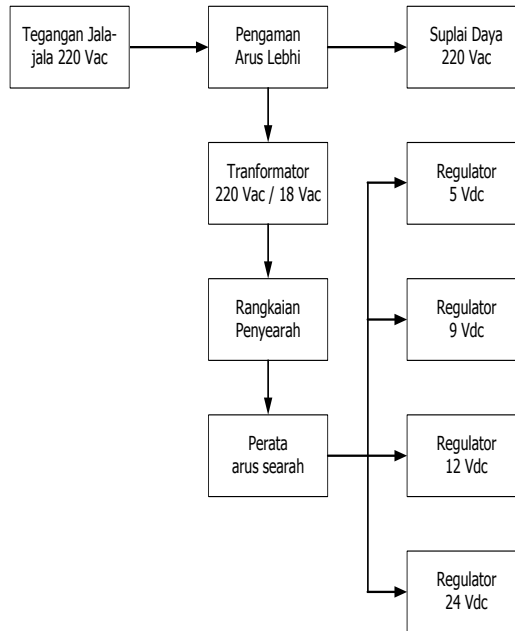 Tegangan Jala-
jala 220 Vac
Pengaman
Arus Lebhi
Suplai Daya
220 Vac
Tranformator
220 Vac / 18 Vac
Regulator
5 Vdc
Rangkaian
Penyearah
Regulator
9 Vdc
Perata
arus searah
Regulator
12 Vdc
Regulator
24 Vdc